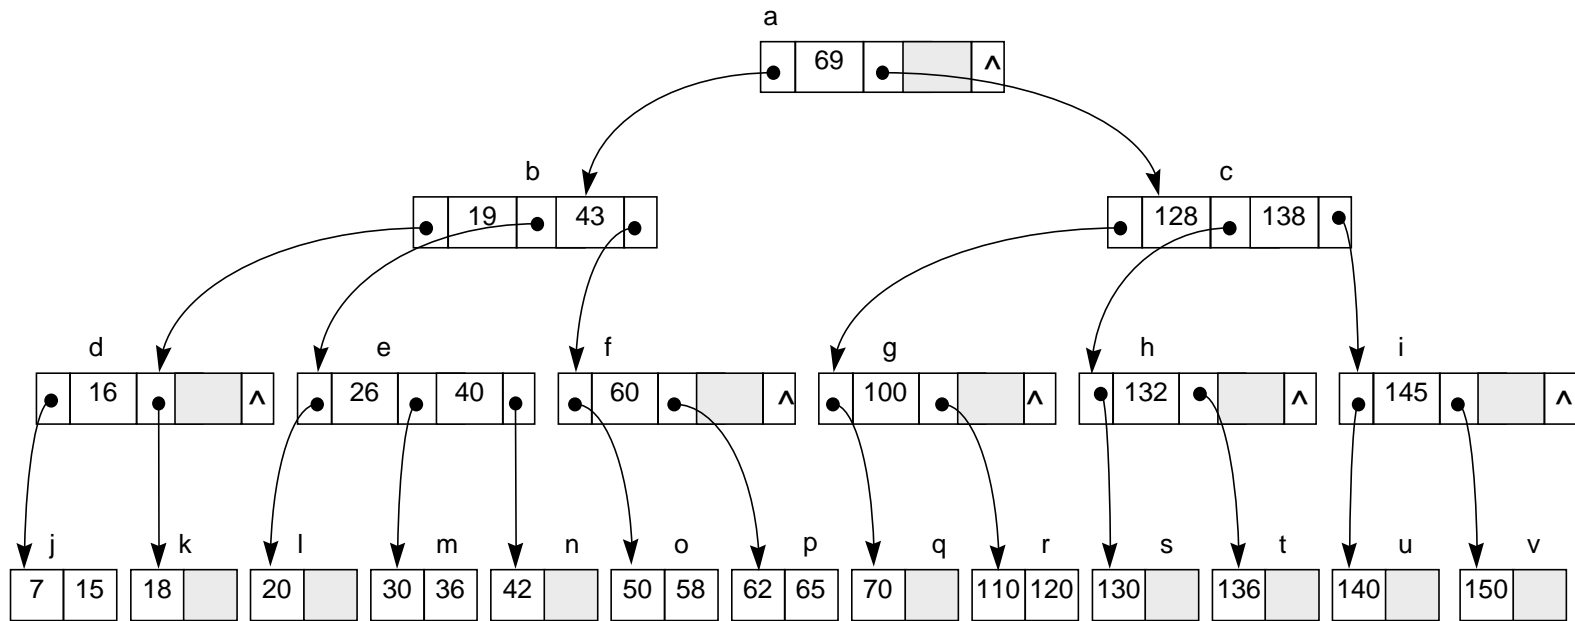 a
69 ^
b c
19 43 128 138
d e f g h i
16 ^ 26 40 60 ^ 100 ^ 132 ^ 145 ^
j k l m n o p q r s t u v
7 15 18 20 30 36 42 50 58 62 65 70 110 120 130 136 140 150